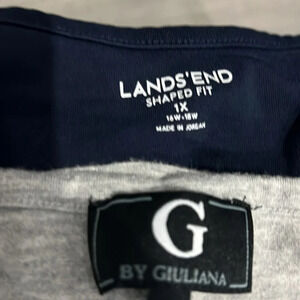 LANDS' END
SHAPED FIT
1X
16W-18W
MADE IN JORDAN
G
BY GIULIANA